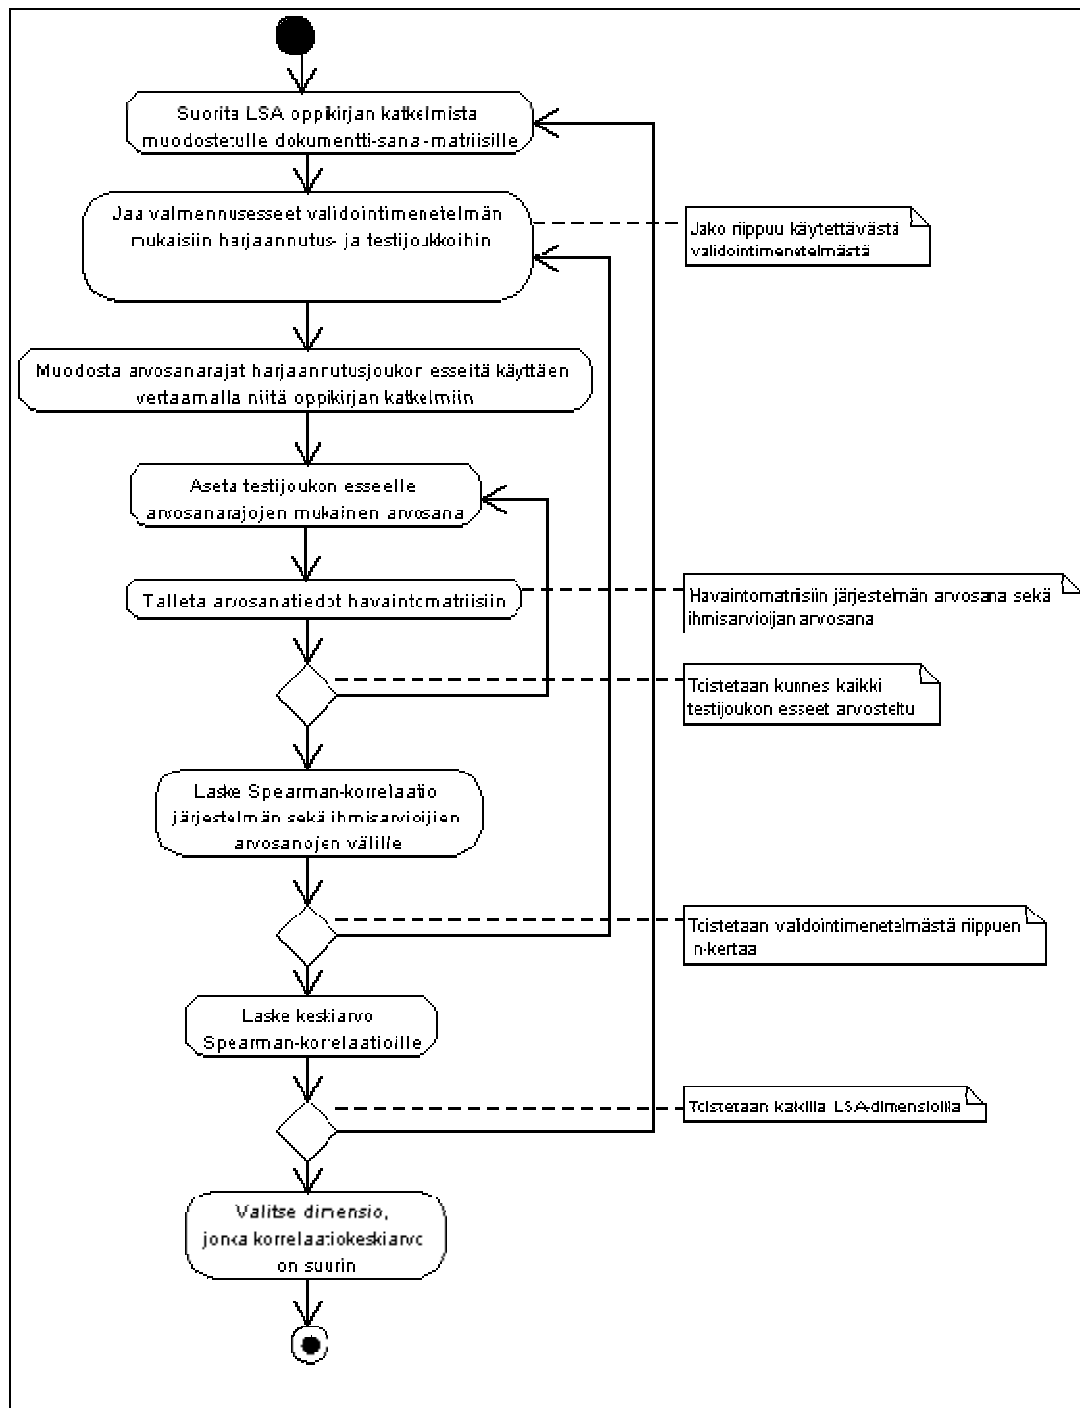 Suorita LSA oppikirjan katkelmista
muodostetulle dokumentti-sana-matriisille
Jaa valmennusesseet validointimenetelmän
mukaisiin harjaannutus- ja testijoukkoihin
Jako riippuu käytettävästä
validointimenetelmästä
Muodosta arvosanarajat harjaannutusjoukon esseitä käyttäen
vertaamalla niitä oppikirjan katkelmiin
Aseta testijoukon esseelle
arvosanarajojen mukainen arvosana
Talleta arvosanatiedot havaintomatriisiin
Havaintomatriisiin järjestelmän arvosana sekä
ihmisarvioijan arvosana
Toistetaan kunnes kaikki
testijoukon esseet arvosteltu
Laske Spearman-korrelaatio
järjestelmän sekä ihmisarvioijien
arvosanojen välille
Toistetaan validointimenetelmästä riippuen
n-kertaa
Laske keskiarvo
Spearman-korrelaatioille
Toistetaan kaikilla LSA-dimensioilla
Valitse dimensio,
jonka korrelaatiokeskiarvo
on suurin